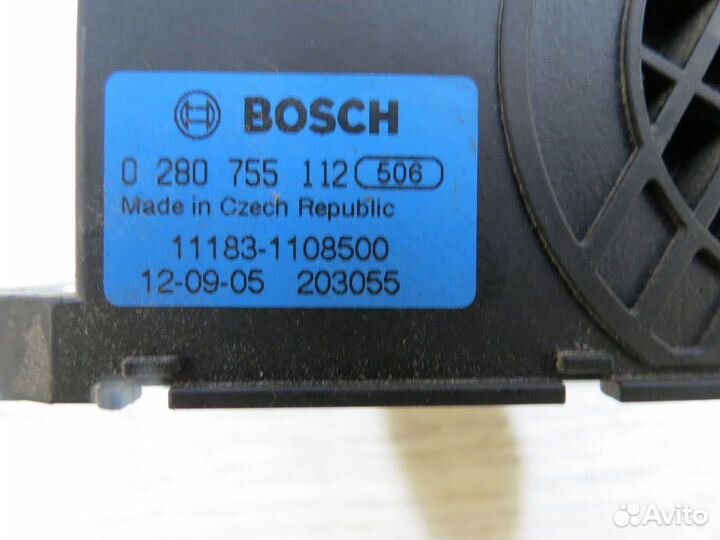 BOSCH
0 280 755 112 506
Made in Czech Republic
11183-1108500
12-09-05 203055
Avito